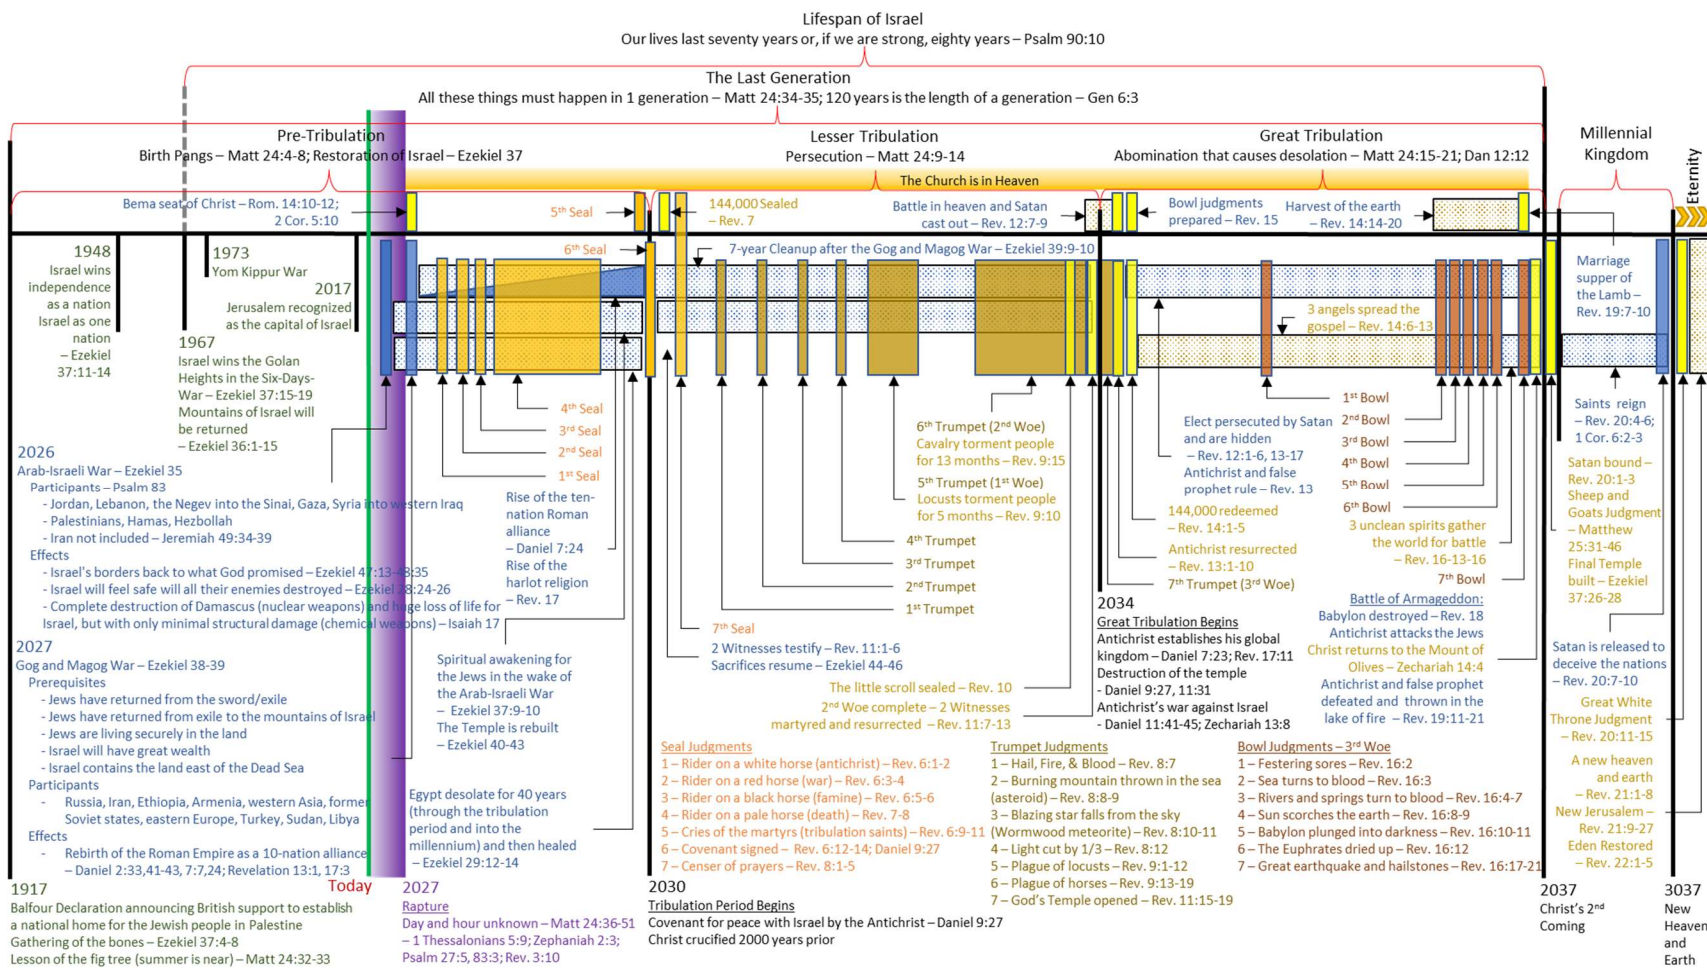 Lifespan of Israel
Our lives last seventy years or, if we are strong, eighty years – Psalm 90:10
The Last Generation
All these things must happen in 1 generation – Matt 24:34-35; 120 years is the length of a generation – Gen 6:3
Pre-Tribulation
Birth Pangs – Matt 24:4-8; Restoration of Israel – Ezekiel 37
Lesser Tribulation
Persecution – Matt 24:9-14
Great Tribulation
Abomination that causes desolation – Matt 24:15-21; Dan 12:12
Millennial
Kingdom
Eternity
The Church is in Heaven
Bema seat of Christ – Rom. 14:10-12;
2 Cor. 5:10
5th Seal
144,000 Sealed
– Rev. 7
Battle in heaven and Satan
cast out – Rev. 12:7-9
Bowl judgments
prepared – Rev. 15
Harvest of the earth
– Rev. 14:14-20
6th Seal
7-year Cleanup after the Gog and Magog War – Ezekiel 39:9-10
1948
Israel wins
independence
as a nation
Israel as one
nation
– Ezekiel
37:11-14
1973
Yom Kippur War
2017
Jerusalem recognized
as the capital of Israel
1967
Israel wins the Golan
Heights in the Six-Days-
War – Ezekiel 37:15-19
Mountains of Israel will
be returned
– Ezekiel 36:1-15
Marriage
supper of
the Lamb –
Rev. 19:7-10
3 angels spread the
gospel – Rev. 14:6-13
4th Seal
3rd Seal
2nd Seal
1st Seal
6th Trumpet (2nd Woe)
Cavalry torment people
for 13 months – Rev. 9:15
5th Trumpet (1st Woe)
Locusts torment people
for 5 months – Rev. 9:10
4th Trumpet
3rd Trumpet
2nd Trumpet
1st Trumpet
Elect persecuted by Satan
and are hidden
– Rev. 12:1-6, 13-17
Antichrist and false
prophet rule – Rev. 13
144,000 redeemed
– Rev. 14:1-5
Antichrist resurrected
– Rev. 13:1-10
7th Trumpet (3rd Woe)
1st Bowl
2nd Bowl
3rd Bowl
4th Bowl
5th Bowl
6th Bowl
3 unclean spirits gather
the world for battle
– Rev. 16-13-16
7th Bowl
Battle of Armageddon:
Babylon destroyed – Rev. 18
Antichrist attacks the Jews
Christ returns to the Mount of
Olives – Zechariah 14:4
Antichrist and false prophet
defeated and thrown in the
lake of fire – Rev. 19:11-21
Saints reign
– Rev. 20:4-6;
1 Cor. 6:2-3
Satan bound –
Rev. 20:1-3
Sheep and
Goats Judgment
– Matthew
25:31-46
Final Temple
built – Ezekiel
37:26-28
Satan is released to
deceive the nations
– Rev. 20:7-10
Great White
Throne Judgment
– Rev. 20:11-15
A new heaven
and earth
– Rev. 21:1-8
New Jerusalem –
Rev. 21:9-27
Eden Restored
– Rev. 22:1-5
2026
Arab-Israeli War – Ezekiel 35
Participants – Psalm 83
- Jordan, Lebanon, the Negev into the Sinai, Gaza, Syria into western Iraq
- Palestinians, Hamas, Hezbollah
- Iran not included – Jeremiah 49:34-39
Effects
- Israel's borders back to what God promised – Ezekiel 47:13-48:35
- Israel will feel safe will all their enemies destroyed – Ezekiel 28:24-26
- Complete destruction of Damascus (nuclear weapons) and huge loss of life for
Israel, but with only minimal structural damage (chemical weapons) – Isaiah 17
2027
Gog and Magog War – Ezekiel 38-39
Prerequisites
- Jews have returned from the sword/exile
- Jews have returned from exile to the mountains of Israel
- Jews are living securely in the land
- Israel will have great wealth
- Israel contains the land east of the Dead Sea
Participants
- Russia, Iran, Ethiopia, Armenia, western Asia, former
Soviet states, eastern Europe, Turkey, Sudan, Libya
Effects
- Rebirth of the Roman Empire as a 10-nation alliance
– Daniel 2:33,41-43, 7:7,24; Revelation 13:1, 17:3
Rise of the ten-
nation Roman
alliance
– Daniel 7:24
Rise of the
harlot religion
– Rev. 17
Spiritual awakening for
the Jews in the wake of
the Arab-Israeli War
– Ezekiel 37:9-10
The Temple is rebuilt
– Ezekiel 40-43
Egypt desolate for 40 years
(through the tribulation
period and into the
millennium) and then healed
– Ezekiel 29:12-14
7th Seal
2 Witnesses testify – Rev. 11:1-6
Sacrifices resume – Ezekiel 44-46
The little scroll sealed – Rev. 10
2nd Woe complete – 2 Witnesses
martyred and resurrected – Rev. 11:7-13
2034
Great Tribulation Begins
Antichrist establishes his global
kingdom – Daniel 7:23; Rev. 17:11
Destruction of the temple
- Daniel 9:27, 11:31
Antichrist's war against Israel
- Daniel 11:41-45; Zechariah 13:8
Seal Judgments
1 – Rider on a white horse (antichrist) – Rev. 6:1-2
2 – Rider on a red horse (war) – Rev. 6:3-4
3 – Rider on a black horse (famine) – Rev. 6:5-6
4 – Rider on a pale horse (death) – Rev. 7-8
5 – Cries of the martyrs (tribulation saints) – Rev. 6:9-11
6 – Covenant signed – Rev. 6:12-14; Daniel 9:27
7 – Censer of prayers – Rev. 8:1-5
Trumpet Judgments
1 – Hail, Fire, & Blood – Rev. 8:7
2 – Burning mountain thrown in the sea
(asteroid) – Rev. 8:8-9
3 – Blazing star falls from the sky
(Wormwood meteorite) – Rev. 8:10-11
4 – Light cut by 1/3 – Rev. 8:12
5 – Plague of locusts – Rev. 9:1-12
6 – Plague of horses – Rev. 9:13-19
7 – God's Temple opened – Rev. 11:15-19
Bowl Judgments – 3rd Woe
1 – Festering sores – Rev. 16:2
2 – Sea turns to blood – Rev. 16:3
3 – Rivers and springs turn to blood – Rev. 16:4-7
4 – Sun scorches the earth – Rev. 16:8-9
5 – Babylon plunged into darkness – Rev. 16:10-11
6 – The Euphrates dried up – Rev. 16:12
7 – Great earthquake and hailstones – Rev. 16:17-21
1917
Balfour Declaration announcing British support to establish
a national home for the Jewish people in Palestine
Gathering of the bones – Ezekiel 37:4-8
Lesson of the fig tree (summer is near) – Matt 24:32-33
Today
2027
Rapture
Day and hour unknown – Matt 24:36-51
– 1 Thessalonians 5:9; Zephaniah 2:3;
Psalm 27:5, 83:3; Rev. 3:10
2030
Tribulation Period Begins
Covenant for peace with Israel by the Antichrist – Daniel 9:27
Christ crucified 2000 years prior
2037
Christ's 2nd
Coming
3037
New
Heaven
and
Earth